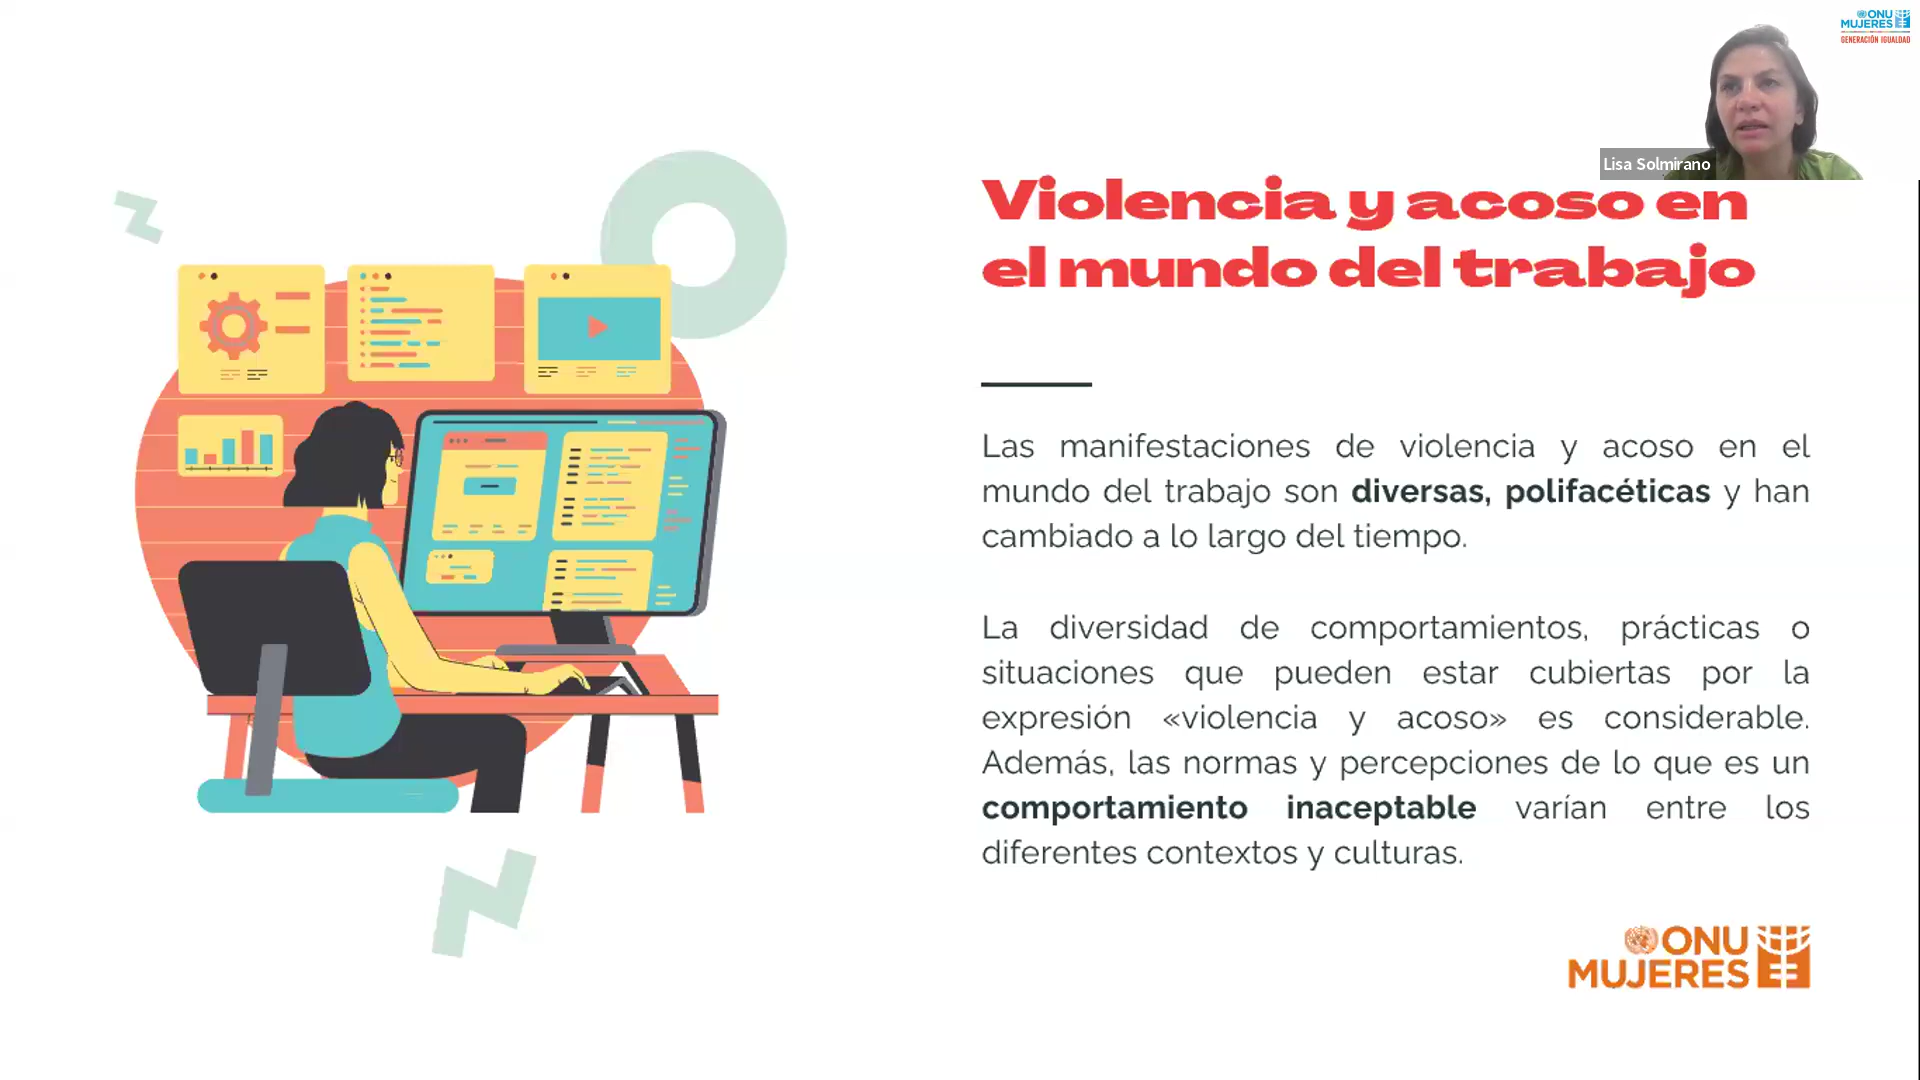 ONU
MUJERES
GENERACIÓN IGUALDAD
Lisa Solmirano
Violencia y acoso en
el mundo del trabajo
Las manifestaciones de violencia y acoso en el
mundo del trabajo son diversas, polifacéticas y han
cambiado a lo largo del tiempo.
La diversidad de comportamientos, prácticas o
situaciones que pueden estar cubiertas por la
expresión «violencia y acoso» es considerable.
Además, las normas y percepciones de lo que es un
comportamiento inaceptable varían entre los
diferentes contextos y culturas.
ONU
MUJERES